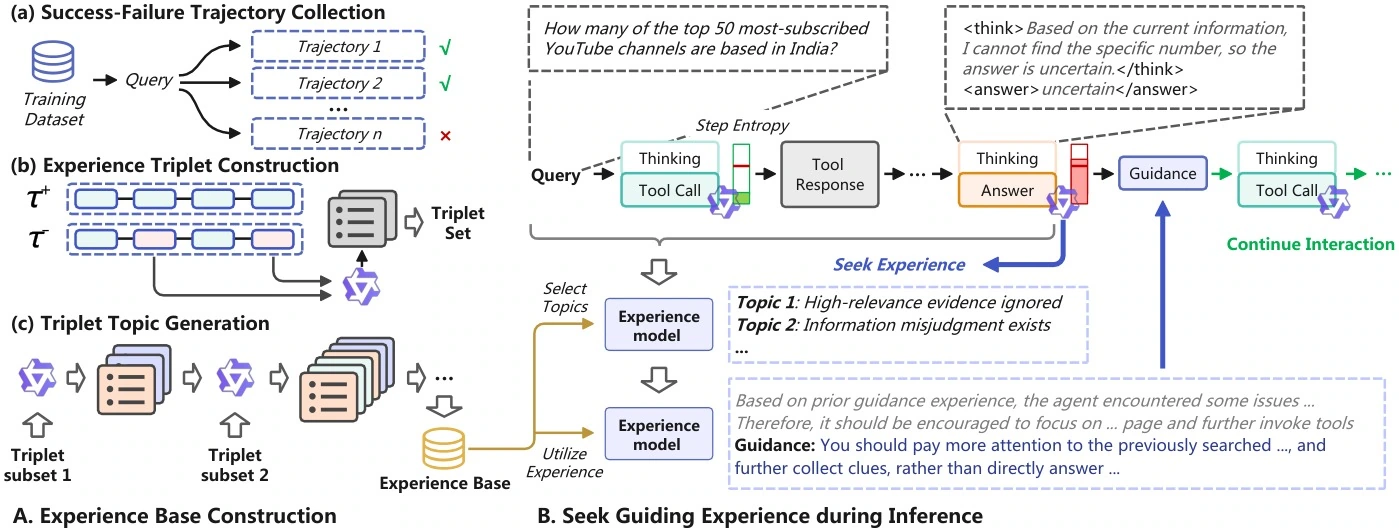 (a) Success-Failure Trajectory Collection
Training
Dataset
Query
Trajectory 1
√
Trajectory 2
√
...
Trajectory n
×
(b) Experience Triplet Construction
τ+
τ-
Triplet
Set
(c) Triplet Topic Generation
...
Triplet
subset 1
Triplet
subset 2
Experience Base
A. Experience Base Construction
How many of the top 50 most-subscribed
YouTube channels are based in India?
<think> Based on the current information,
I cannot find the specific number, so the
answer is uncertain.</think>
<answer> uncertain</answer>
Step Entropy
Query
Thinking
Tool Call
Tool
Response
...
Thinking
Answer
Guidance
Thinking
Tool Call
...
Continue Interaction
Seek Experience
Select
Topics
Experience
model
Topic 1: High-relevance evidence ignored
Topic 2: Information misjudgment exists
...
Utilize
Experience
Experience
model
Based on prior guidance experience, the agent encountered some issues ...
Therefore, it should be encouraged to focus on ... page and further invoke tools
Guidance: You should pay more attention to the previously searched ..., and
further collect clues, rather than directly answer ...
B. Seek Guiding Experience during Inference